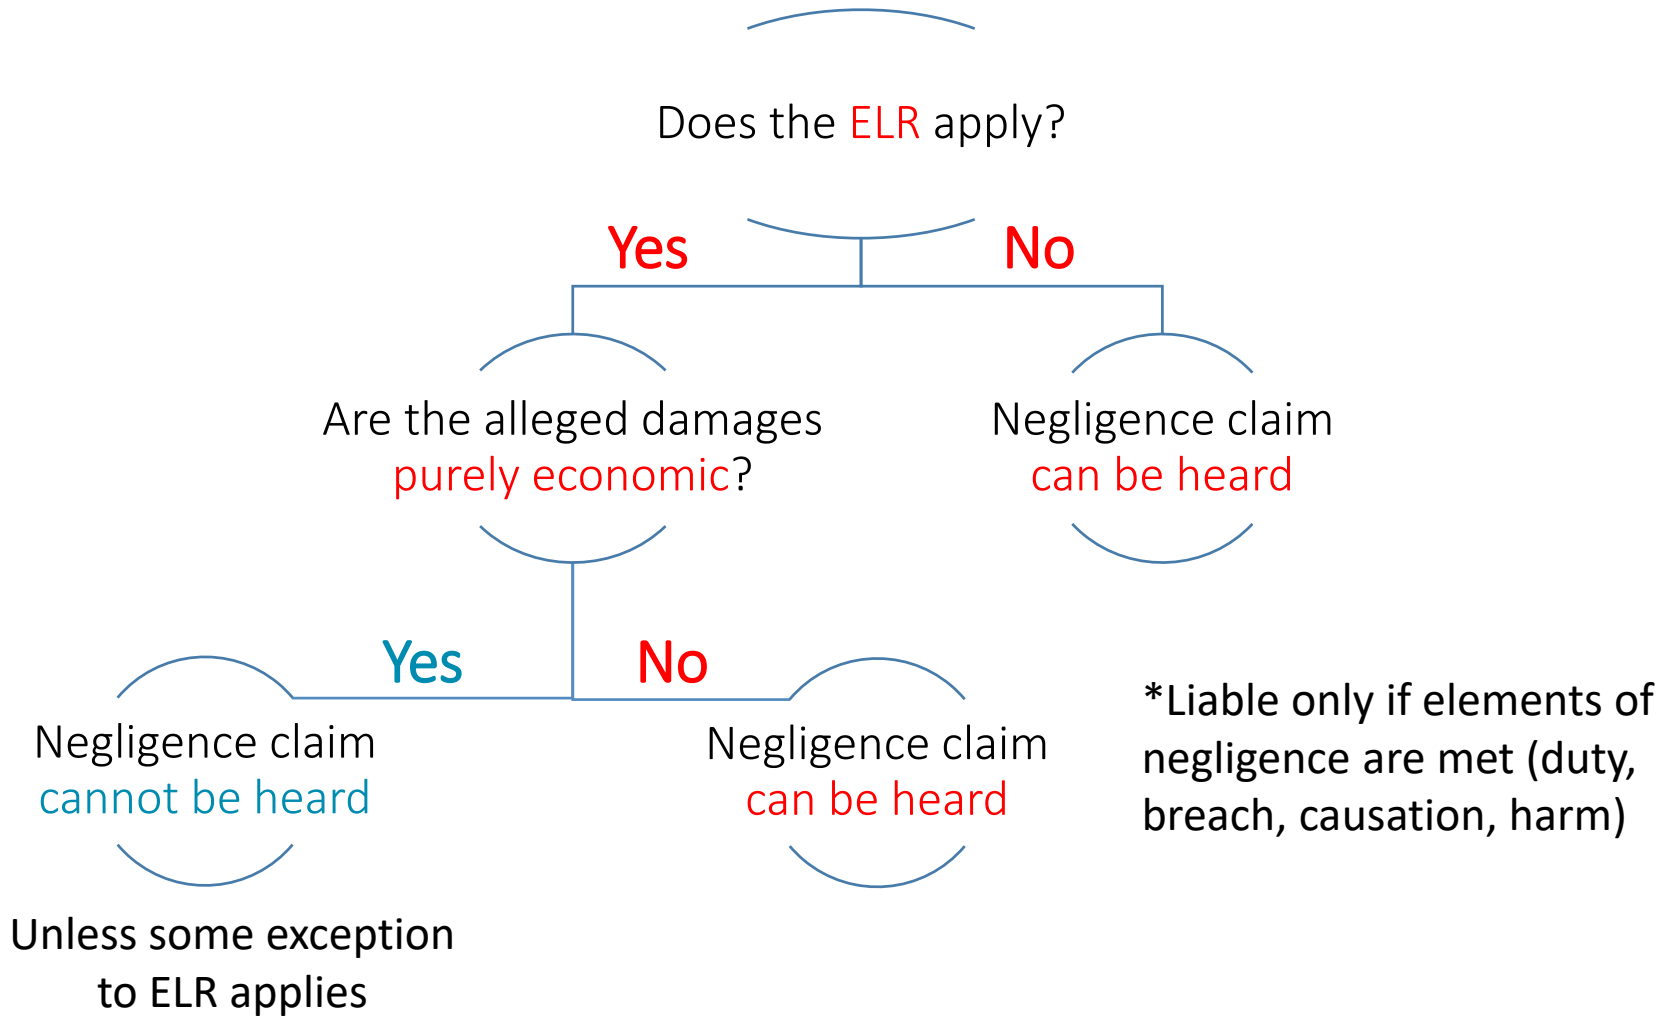 Does the ELR apply?
Yes
No
Are the alleged damages
purely economic?
Negligence claim
can be heard
Yes
No
Negligence claim
cannot be heard
Negligence claim
can be heard
*Liable only if elements of
negligence are met (duty,
breach, causation, harm)
Unless some exception
to ELR applies